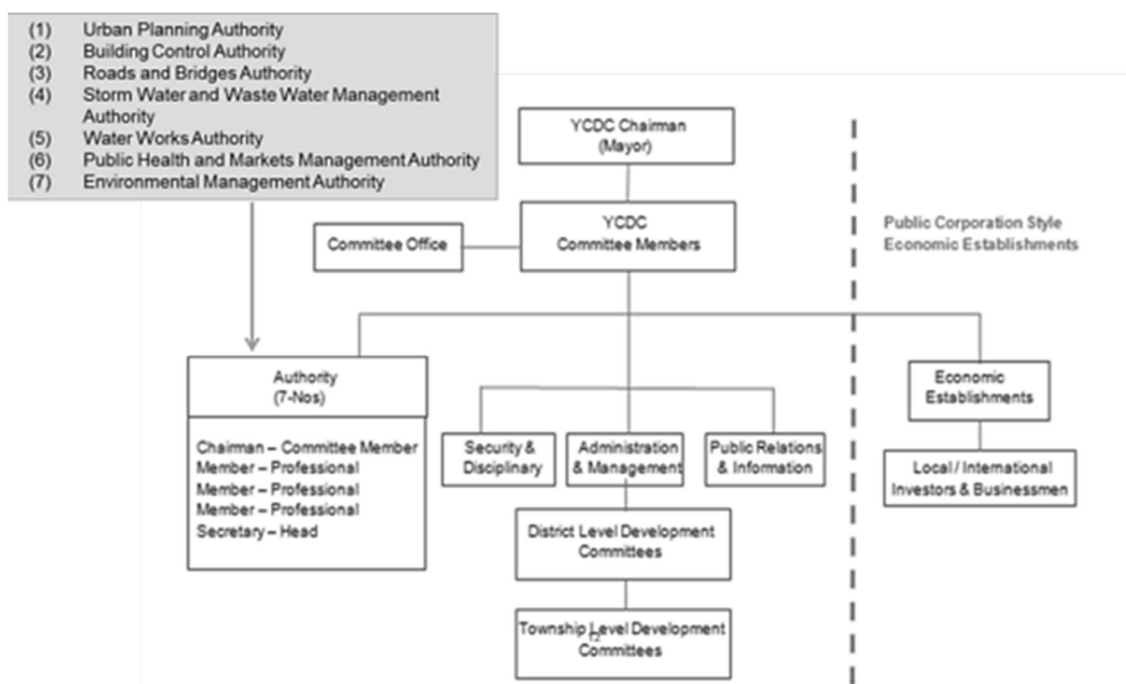 (1) Urban Planning Authority
(2) Building Control Authority
(3) Roads and Bridges Authority
(4) Storm Water and Waste Water Management
Authority
(5) Water Works Authority
(6) Public Health and Markets Management Authority
(7) Environmental Management Authority
YCDC Chairman
(Mayor)
YCDC
Committee Members
Committee Office
Public Corporation Style
Economic Establishments
Authority
(7-Nos)
Chairman – Committee Member
Member – Professional
Member – Professional
Member – Professional
Secretary – Head
Security &
Disciplinary
Administration
& Management
Public Relations
& Information
District Level Development
Committees
Township Level Development
12
Committees
Economic
Establishments
Local / International
Investors & Businessmen